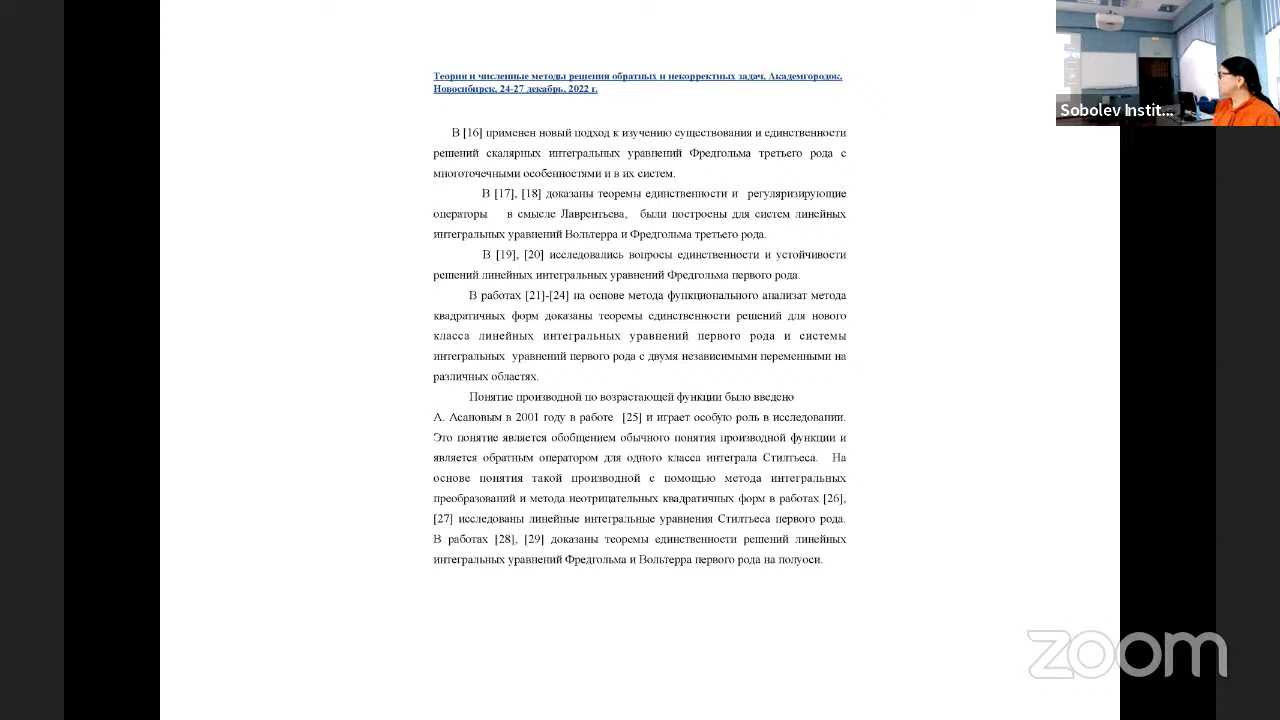 Теория и численные методы решения обратных и некорректных задач. Академгородок,
Новосибирск, 24-27 декабрь, 2022 г.
В [16] применен новый подход к изучению существования и единственности
решений скалярных интегральных уравнений Фредгольма третьего рода с
многоточечными особенностями и в их систем.
В [17], [18] доказаны теоремы единственности и регуляризирующие
операторы в смысле Лаврентьева, были построены для систем линейных
интегральных уравнений Вольтерра и Фредгольма третьего рода.
В [19], [20] исследовались вопросы единственности и устойчивости
решений линейных интегральных уравнений Фредгольма первого рода.
В работах [21]-[24] на основе метода функционального анализат метода
квадратичных форм доказаны теоремы единственности решений для нового
класса линейных интегральных уравнений первого рода и системы
интегральных уравнений первого рода с двумя независимыми переменными на
различных областях.
Понятие производной по возрастающей функции было введено
А. Асановым в 2001 году в работе [25] и играет особую роль в исследовании.
Это понятие является обобщением обычного понятия производной функции и
является обратным оператором для одного класса интеграла Стилтьеса. На
основе понятия такой производной с помощью метода интегральных
преобразований и метода неотрицательных квадратичных форм в работах [26],
[27] исследованы линейные интегральные уравнения Стилтьеса первого рода.
В работах [28], [29] доказаны теоремы единственности решений линейных
интегральных уравнений Фредгольма и Вольтерра первого рода на полуоси.
Sobolev Instit...
zoom